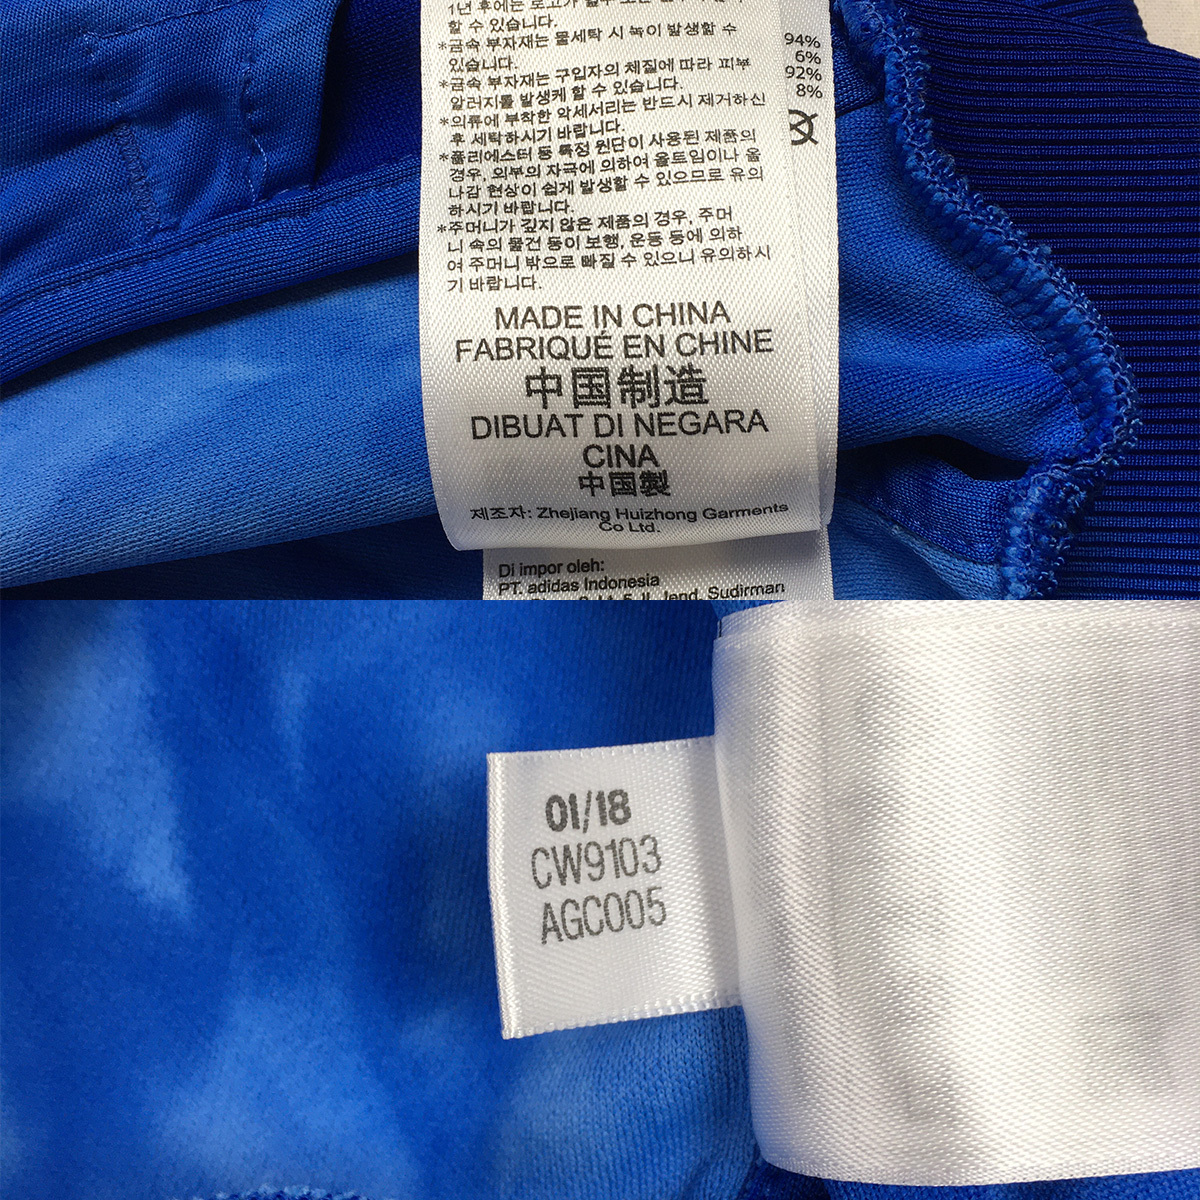 할 수 있습니다.
*금속 부자재는 물세탁 시 녹이 발생할 수
있습니다.
*금속 부자재는 구입자의 체질에 따라 피부
알러지를 발생케 할 수 있습니다.
*의류에 부착한 악세서리는 반드시 제거하신
후 세탁하시기 바랍니다.
*폴리에스터 등 특정 원단이 사용된 제품의
경우, 외부의 자극에 의하여 올트임이나 올
나감 현상이 쉽게 발생할 수 있으므로 유의
하시기 바랍니다.
*주머니가 깊지 않은 제품의 경우, 주머
니 속의 물건 등이 보행, 운동 등에 의하
여 주머니 밖으로 빠질 수 있으니 유의하시
기 바랍니다.
MADE IN CHINA
FABRIQUÉ EN CHINE
中国制造
DIBUAT DI NEGARA
CINA
中国製
제조자: Zhejiang Huizhong Garments
Co Ltd.
94%
6%
92%
8%
Di impor oleh:
PT. adidas Indonesia
Jend. Sudirman
01/18
CW9103
AGC005